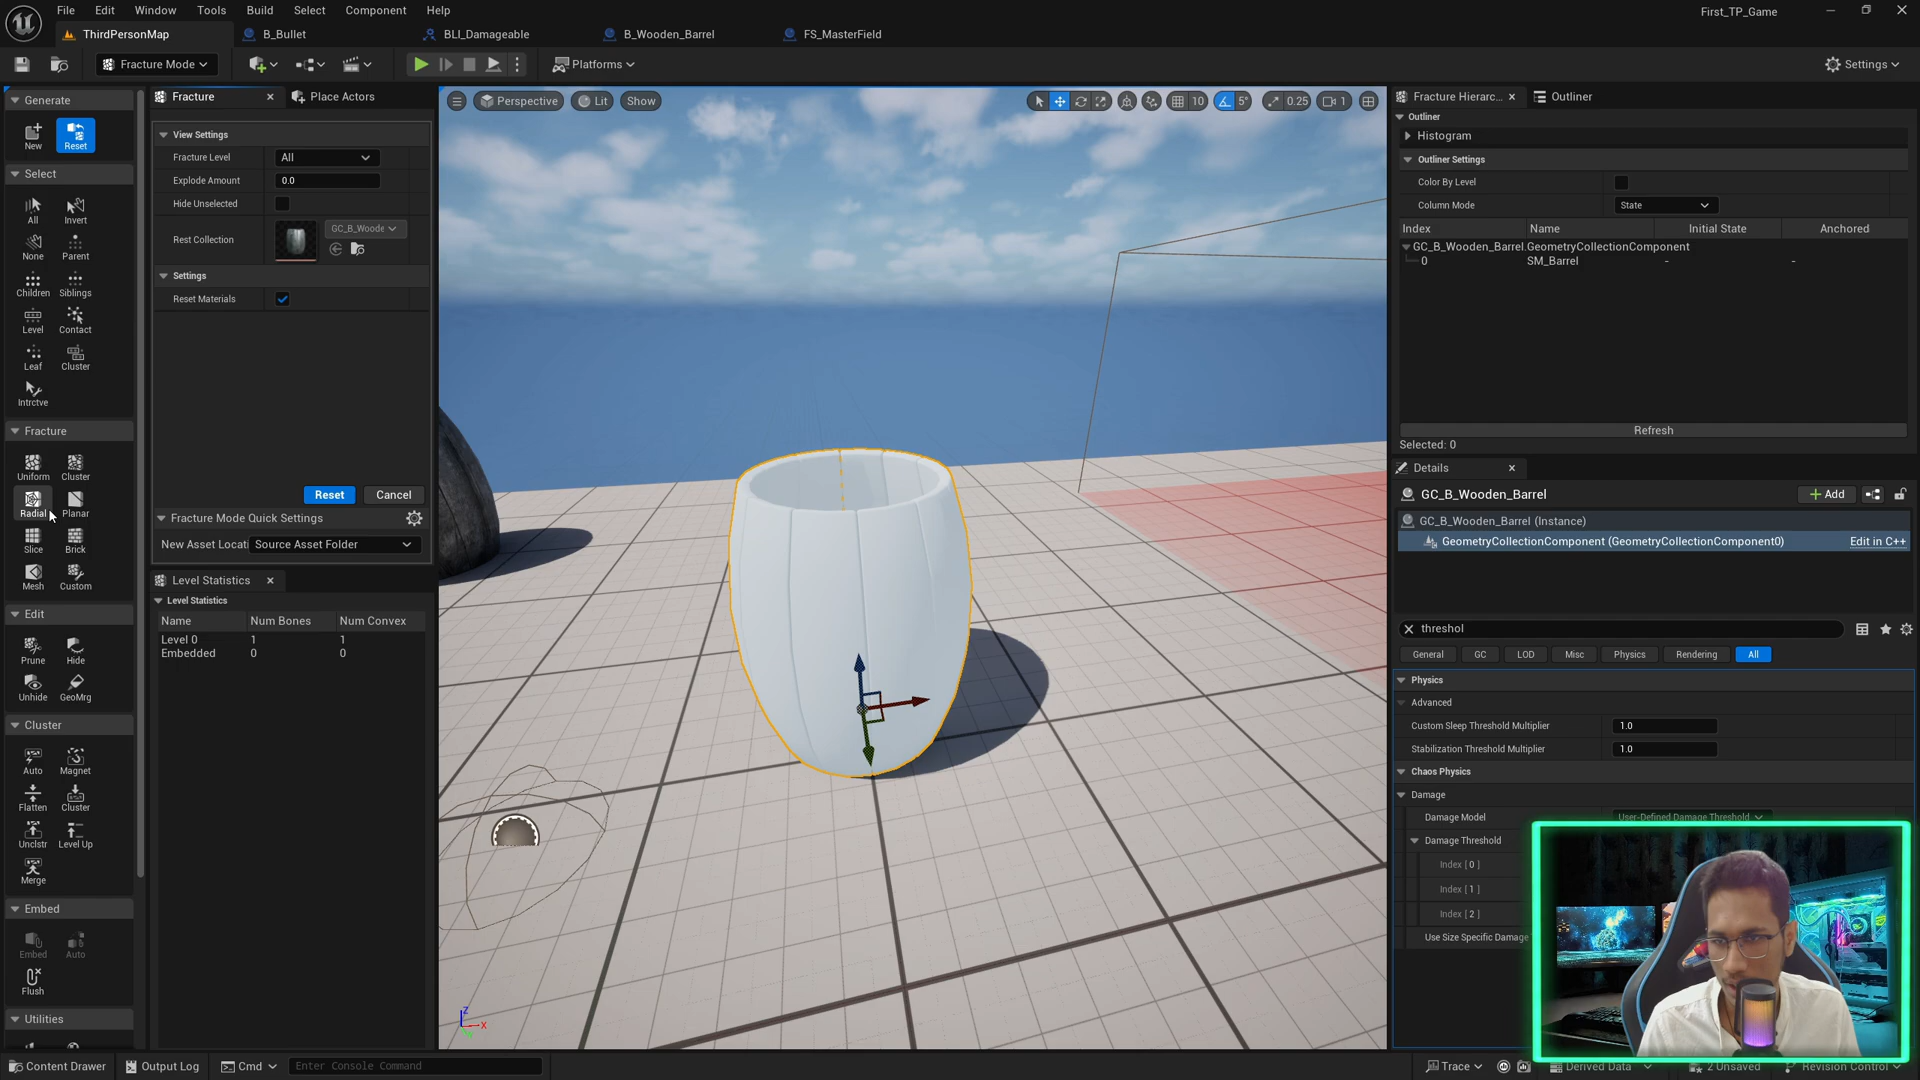 File Edit Window Tools Build Select Component Help
First_TP_Game
ThirdPersonMap B_Bullet BLI_Damageable B_Wooden_Barrel FS_MasterField
Fracture Mode Platforms Settings
Generate
New Reset
Select
All Invert
None Parent
Children Siblings
Level Contact
Leaf Cluster
Intrctve
Fracture
Uniform Cluster
Radial Planar
Slice Brick
Mesh Custom
Edit
Prune Hide
Unhide GeoMrg
Cluster
Auto Magnet
Flatten Cluster
Unclstr Level Up
Merge
Embed
Embed Auto
Flush
Utilities
Fracture Place Actors
View Settings
Fracture Level All
Explode Amount 0.0
Hide Unselected
Rest Collection GC_B_Woode
Settings
Reset Materials
Reset Cancel
Fracture Mode Quick Settings
New Asset Locati Source Asset Folder
Level Statistics
Level Statistics
Name Num Bones Num Convex
Level 0 1 1
Embedded 0 0
Perspective Lit Show
10 5° 0.25 1
Z
X
Fracture Hierarc... Outliner
Outliner
Histogram
Outliner Settings
Color By Level
Column Mode State
Index Name Initial State Anchored
GC_B_Wooden_Barrel.GeometryCollectionComponent
0 SM_Barrel - -
Refresh
Selected: 0
Details
GC_B_Wooden_Barrel Add
GC_B_Wooden_Barrel (Instance)
GeometryCollectionComponent (GeometryCollectionComponent0) Edit in C++
threshol
General GC LOD Misc Physics Rendering All
Physics
Advanced
Custom Sleep Threshold Multiplier 1.0
Stabilization Threshold Multiplier 1.0
Chaos Physics
Damage
Damage Model User-Defined Damage Threshold
Damage Threshold
Index [ 0 ]
Index [ 1 ]
Index [ 2 ]
Use Size Specific Damage
Content Drawer Output Log Cmd Enter Console Command
Trace Derived Data 2 Unsaved Revision Control